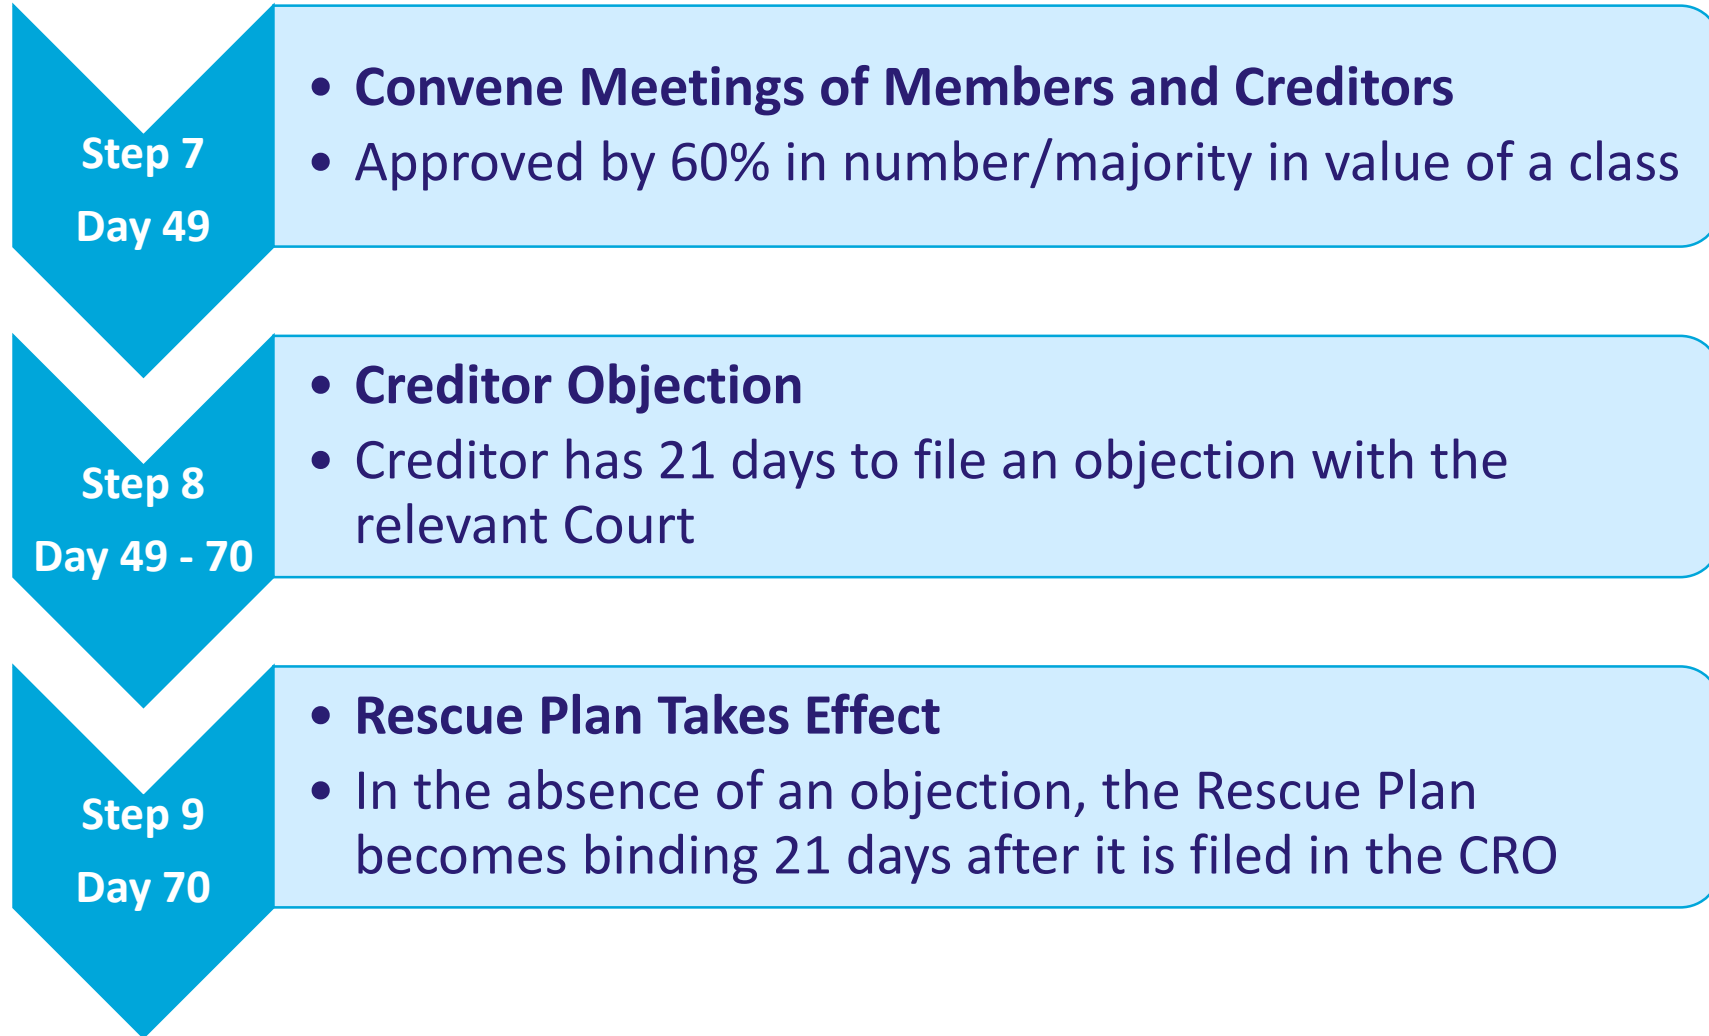 Step 7
Day 49
• Convene Meetings of Members and Creditors
• Approved by 60% in number/majority in value of a class
Step 8
Day 49 - 70
• Creditor Objection
• Creditor has 21 days to file an objection with the
relevant Court
Step 9
Day 70
• Rescue Plan Takes Effect
• In the absence of an objection, the Rescue Plan
becomes binding 21 days after it is filed in the CRO